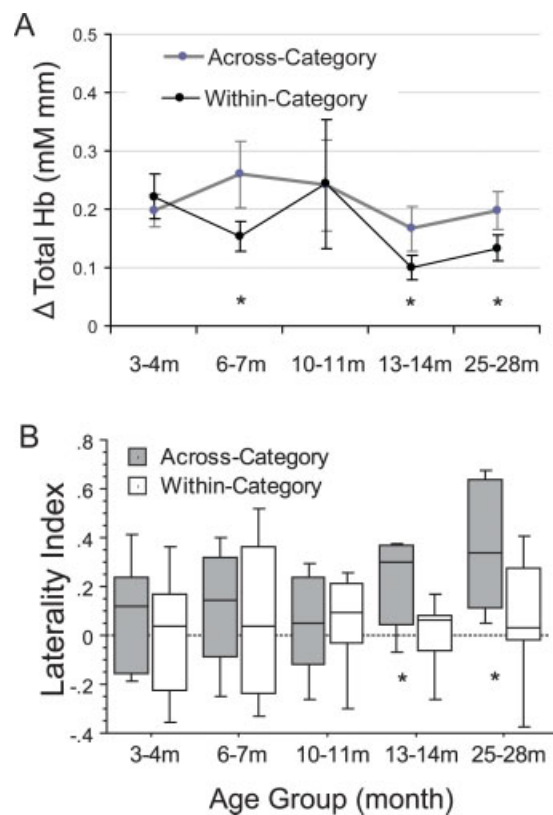 A
Δ Total Hb (mM mm)
0.5
0.4
0.3
0.2
0.1
0
Across-Category
Within-Category
* * *
3-4m 6-7m 10-11m 13-14m 25-28m
B
Laterality Index
.8
.6
.4
.2
0
-.2
-.4
Across-Category
Within-Category
* *
3-4m 6-7m 10-11m 13-14m 25-28m
Age Group (month)